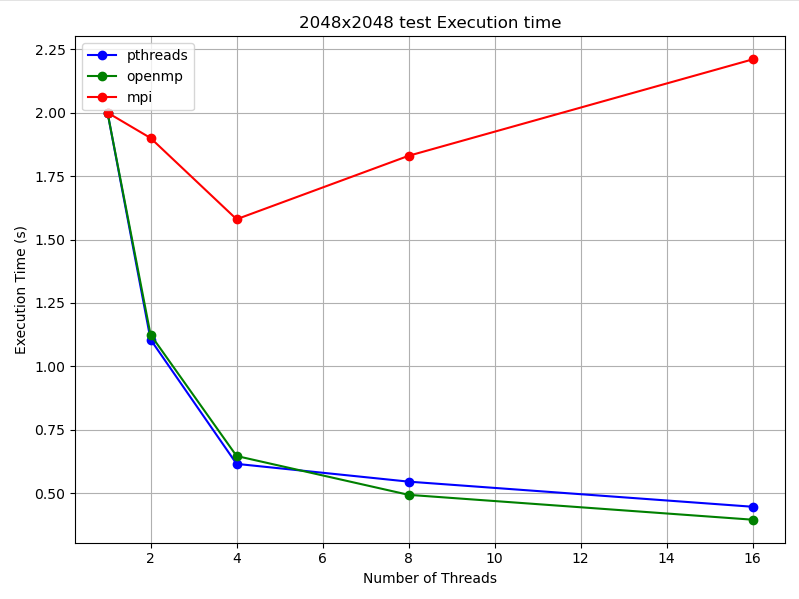 2048x2048 test Execution time
pthreads
openmp
mpi
2.25
2.00
1.75
1.50
1.25
1.00
0.75
0.50
Execution Time (s)
2 4 6 8 10 12 14 16
Number of Threads